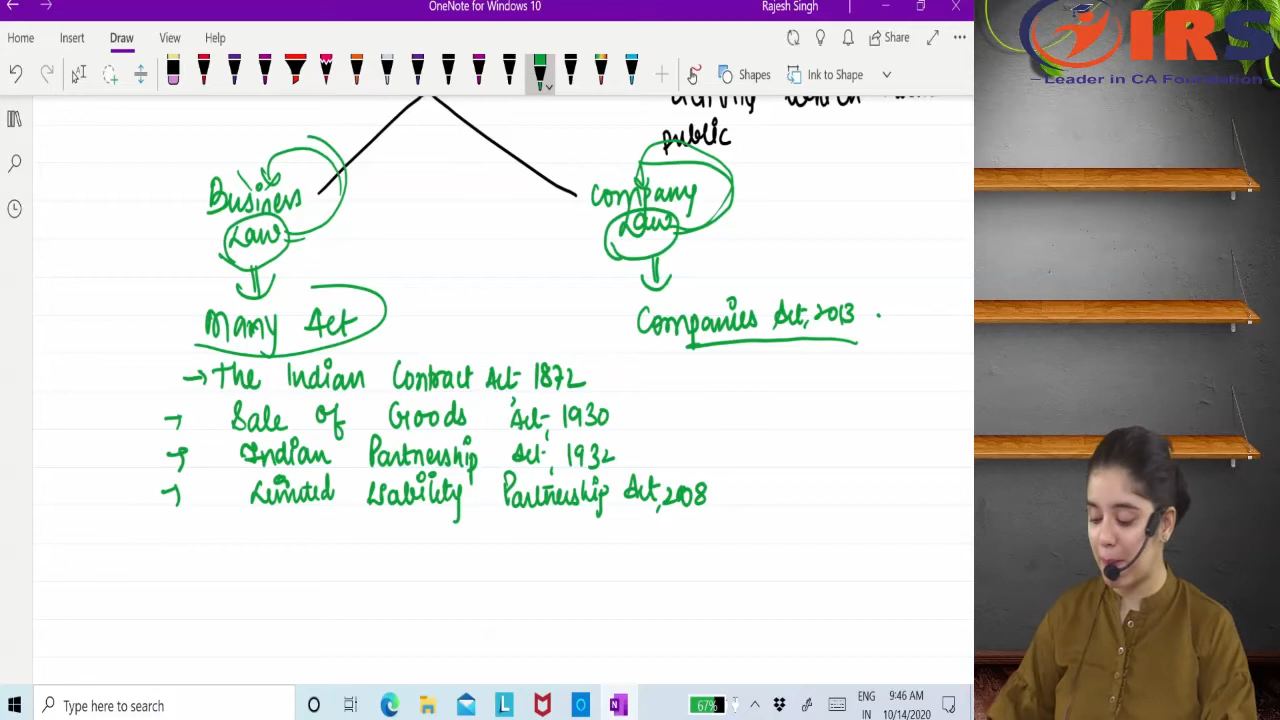 OneNote for Windows 10
Rajesh Singh
Home Insert Draw View Help
Share
Shapes
Ink to Shape
IRS
Leader in CA Foundation
activity which
public
Business
Law
Company
Law
Many Act
Companies Act, 2013
→ The Indian Contract Act 1872
→ Sale of Goods Act, 1930
→ Indian Partnership Act, 1932
→ Limited Liability Partnership Act, 2008
Type here to search
67%
ENG
IN
9:46 AM
10/14/2020